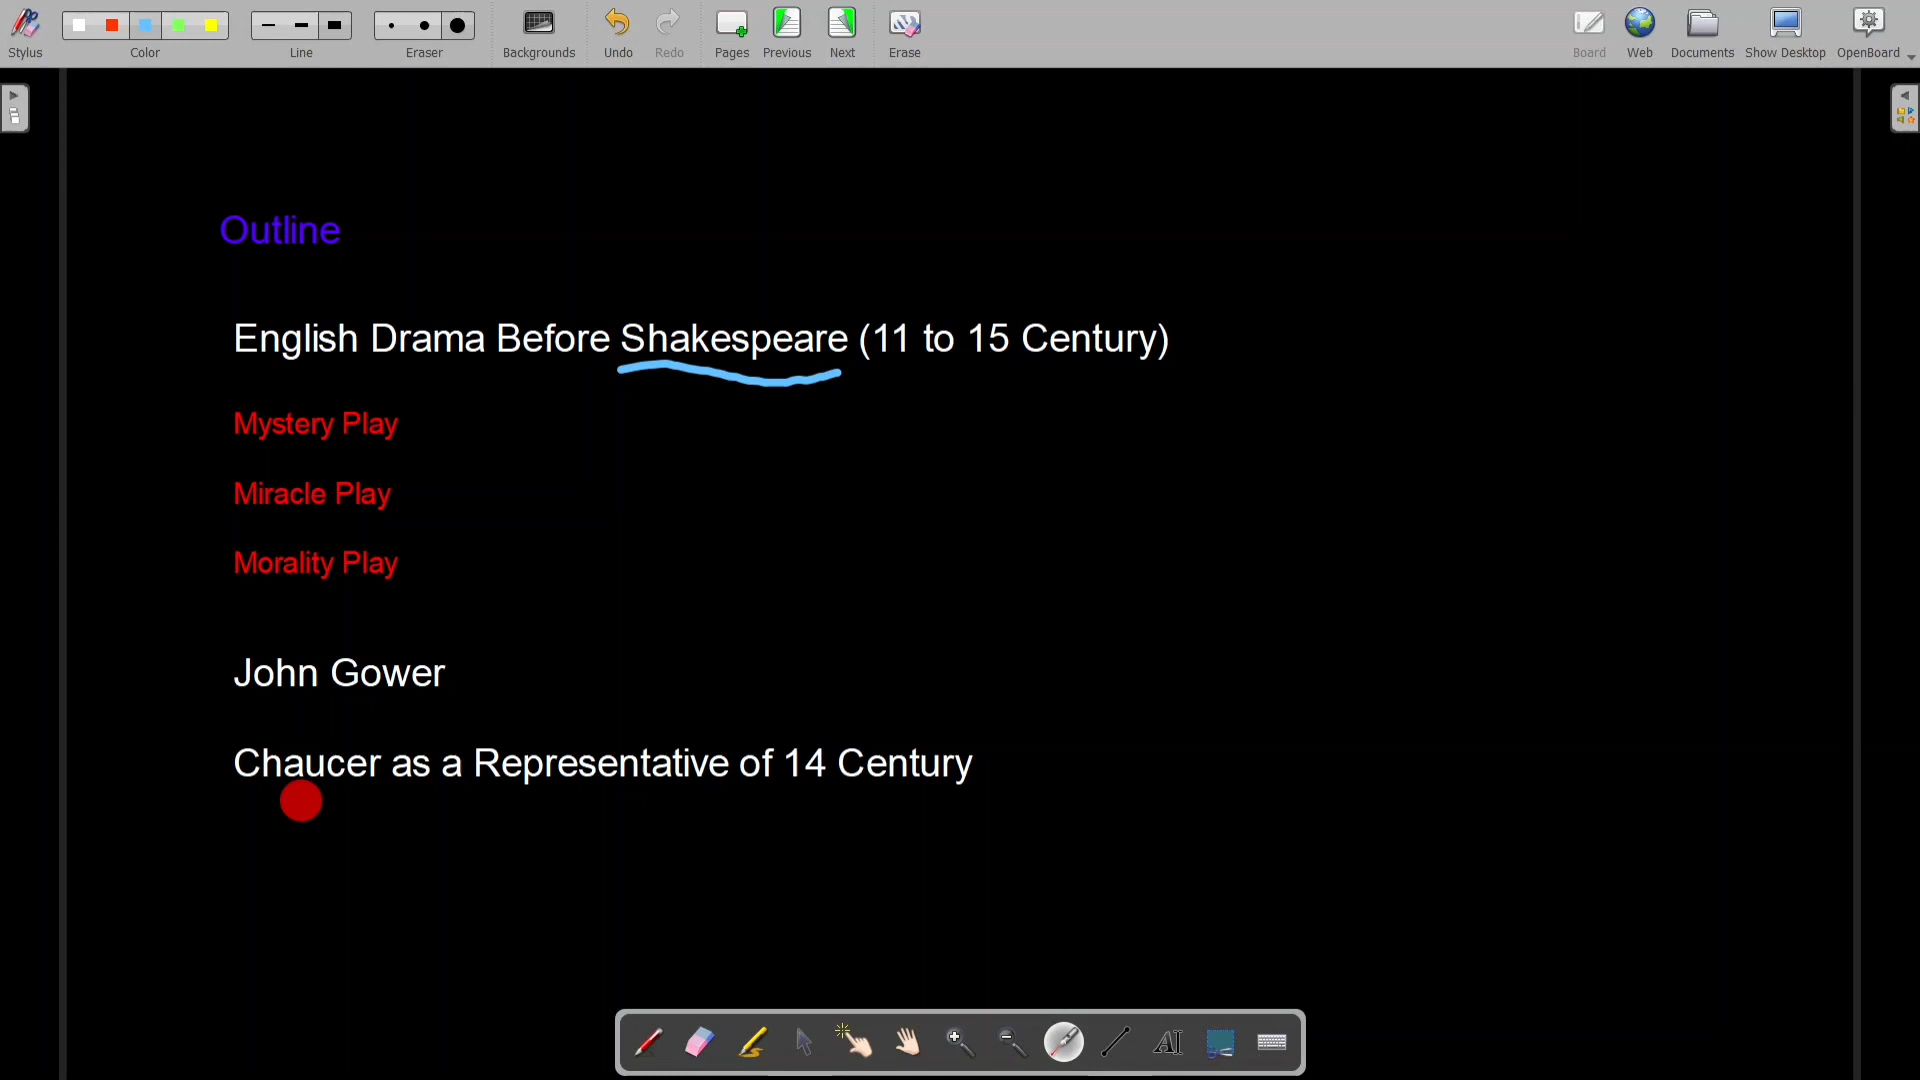 Stylus Color Line Eraser Backgrounds Undo Redo Pages Previous Next Erase Board Web Documents Show Desktop OpenBoard
Outline
English Drama Before Shakespeare (11 to 15 Century)
Mystery Play
Miracle Play
Morality Play
John Gower
Chaucer as a Representative of 14 Century
AI